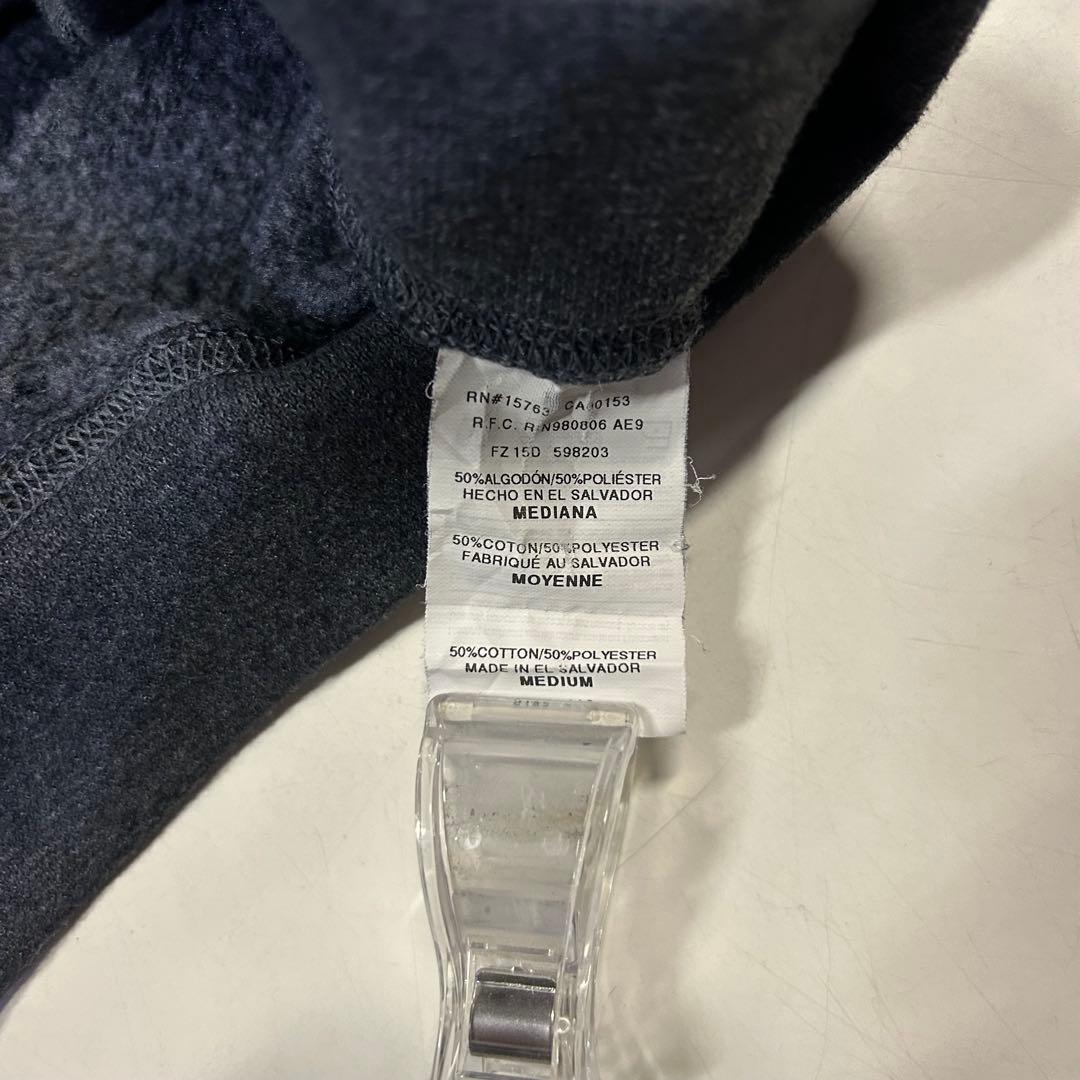 RN#15763 CA00153
R.F.C. RIN980806 AE9
FZ 15D 598203
50%ALGODÓN/50%POLIÉSTER
HECHO EN EL SALVADOR
MEDIANA
50%COTON/50%POLYESTER
FABRIQUÉ AU SALVADOR
MOYENNE
50%COTTON/50%POLYESTER
MADE IN EL SALVADOR
MEDIUM